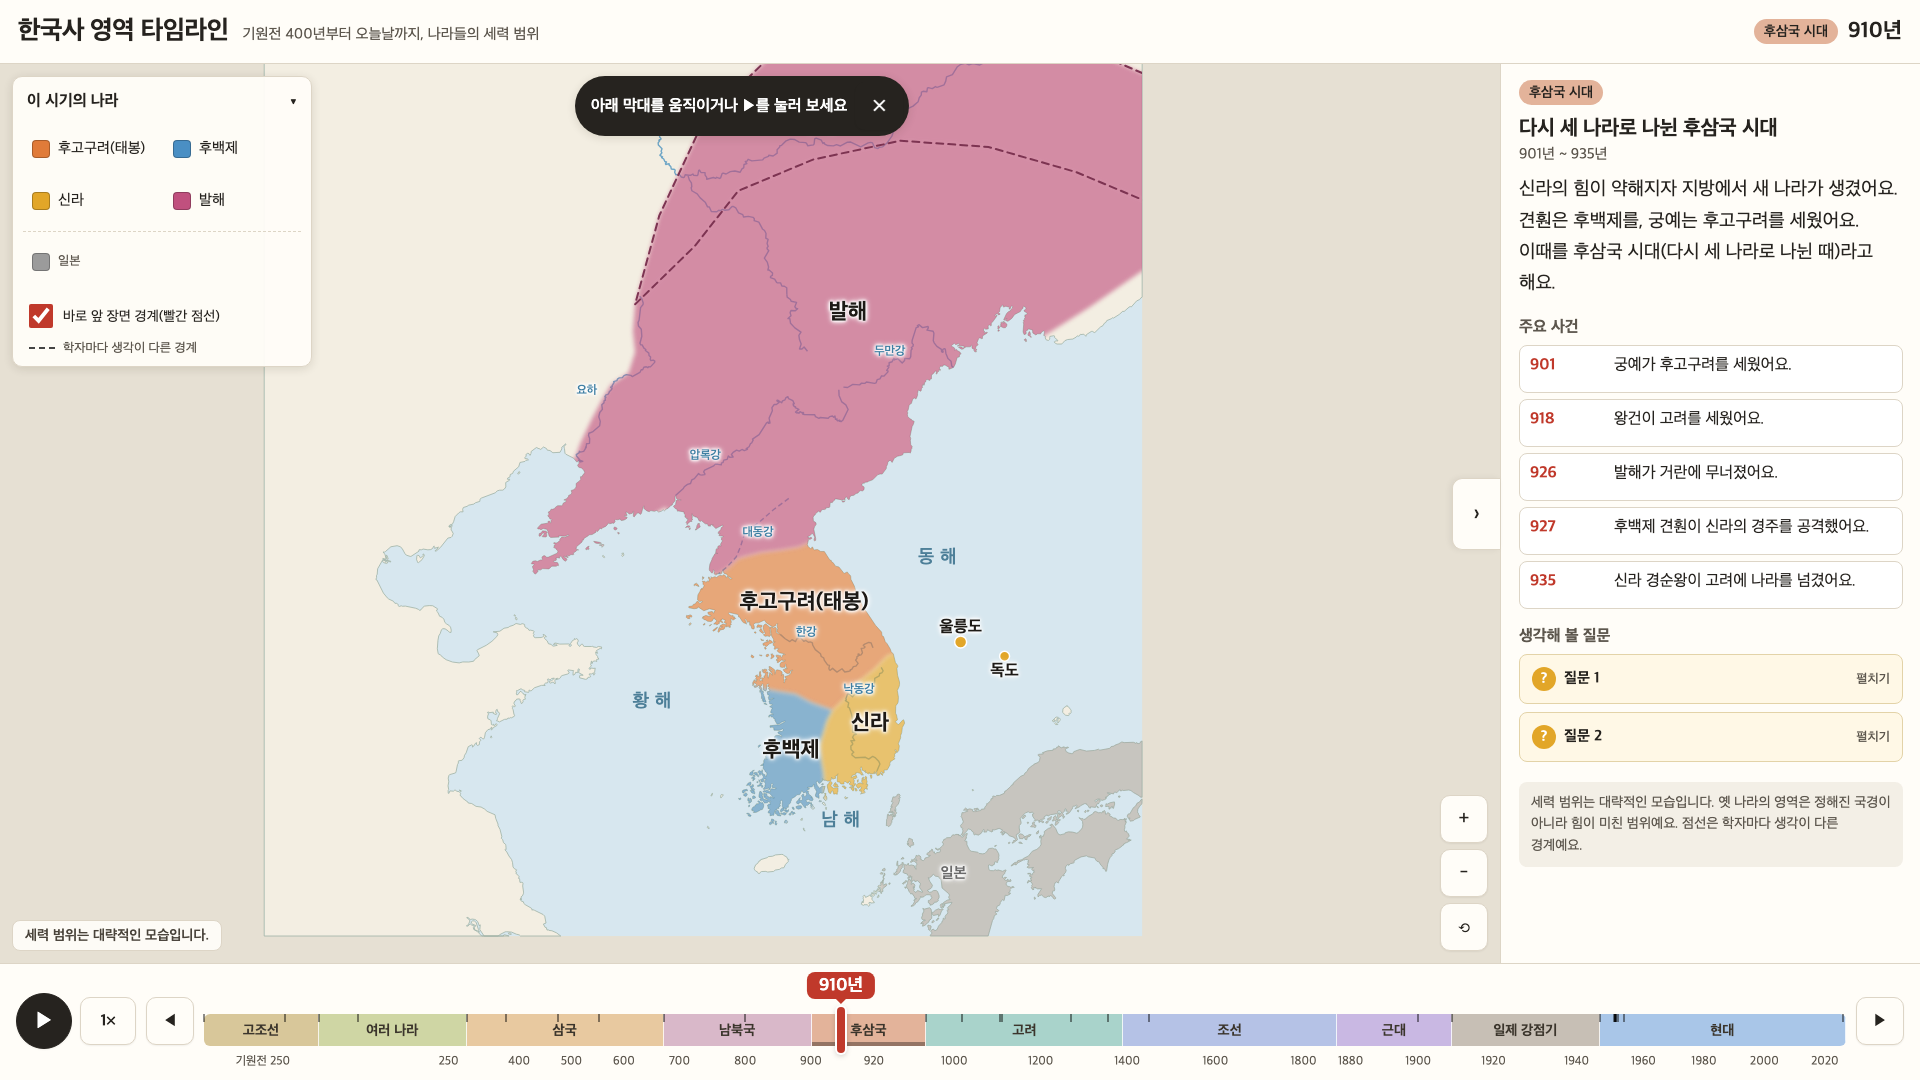 한국사 영역 타임라인
기원전 400년부터 오늘날까지, 나라들의 세력 범위
후삼국 시대
910년
이 시기의 나라
▾
후고구려(태봉)
후백제
신라
발해
일본
바로 앞 장면 경계(빨간 점선)
학자마다 생각이 다른 경계
아래 막대를 움직이거나 ▶를 눌러 보세요
✕
발해
두만강
요하
압록강
대동강
동해
후고구려(태봉)
울릉도
한강
독도
낙동강
황해
신라
후백제
남해
일본
세력 범위는 대략적인 모습입니다.
›
+
−
⟲
후삼국 시대
다시 세 나라로 나뉜 후삼국 시대
901년 ~ 935년
신라의 힘이 약해지자 지방에서 새 나라가 생겼어요.
견훤은 후백제를, 궁예는 후고구려를 세웠어요.
이때를 후삼국 시대(다시 세 나라로 나뉜 때)라고
해요.
주요 사건
901 궁예가 후고구려를 세웠어요.
918 왕건이 고려를 세웠어요.
926 발해가 거란에 무너졌어요.
927 후백제 견훤이 신라의 경주를 공격했어요.
935 신라 경순왕이 고려에 나라를 넘겼어요.
생각해 볼 질문
? 질문 1 펼치기
? 질문 2 펼치기
세력 범위는 대략적인 모습입니다. 옛 나라의 영역은 정해진 국경이
아니라 힘이 미친 범위예요. 점선은 학자마다 생각이 다른
경계예요.
910년
▶ 1× ◀
고조선 여러 나라 삼국 남북국 후삼국 고려 조선 근대 일제 강점기 현대
▶
기원전 250 250 400 500 600 700 800 900 920 1000 1200 1400 1600 1800 1880 1900 1920 1940 1960 1980 2000 2020